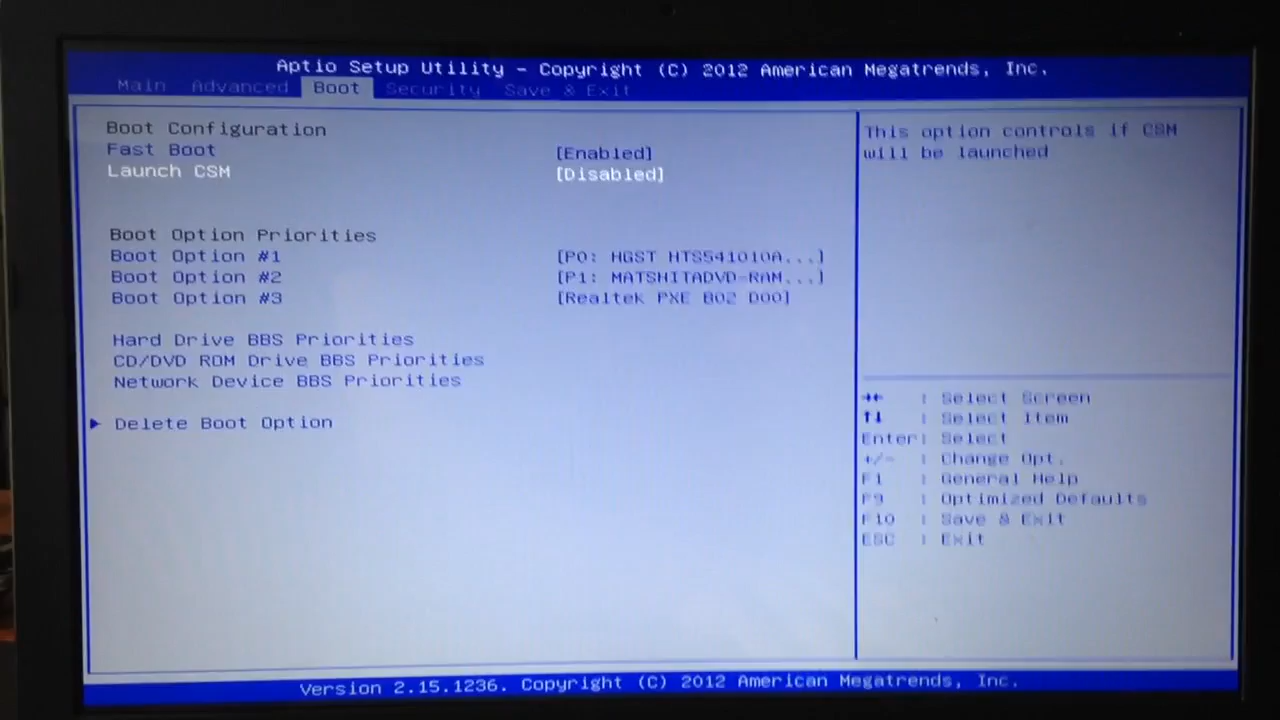 Aptio Setup Utility - Copyright (C) 2012 American Megatrends, Inc.
Main Advanced Boot Security Save & Exit
Boot Configuration
Fast Boot [Enabled]
Launch CSM [Disabled]
Boot Option Priorities
Boot Option #1 [P0: HGST HTS541010A...]
Boot Option #2 [P1: MATSHITADVD-RAM...]
Boot Option #3 [Realtek PXE B02 D00]
Hard Drive BBS Priorities
CD/DVD ROM Drive BBS Priorities
Network Device BBS Priorities
▶ Delete Boot Option
This option controls if CSM
will be launched
→← : Select Screen
↑↓ : Select Item
Enter: Select
+/- : Change Opt.
F1 : General Help
F9 : Optimized Defaults
F10 : Save & Exit
ESC : Exit
Version 2.15.1236. Copyright (C) 2012 American Megatrends, Inc.